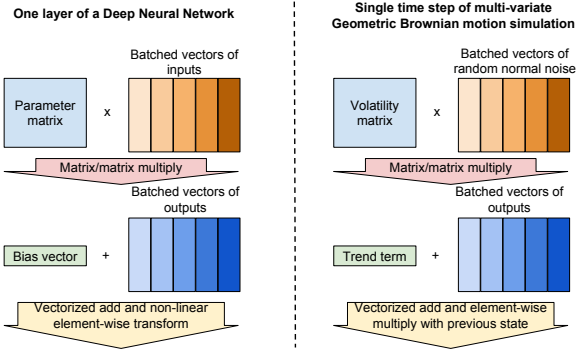 One layer of a Deep Neural Network
Batched vectors of
inputs
Parameter
matrix
x
Matrix/matrix multiply
Batched vectors of
outputs
Bias vector
+
Vectorized add and non-linear
element-wise transform
Single time step of multi-variate
Geometric Brownian motion simulation
Batched vectors of
random normal noise
Volatility
matrix
x
Matrix/matrix multiply
Batched vectors of
outputs
Trend term
+
Vectorized add and element-wise
multiply with previous state